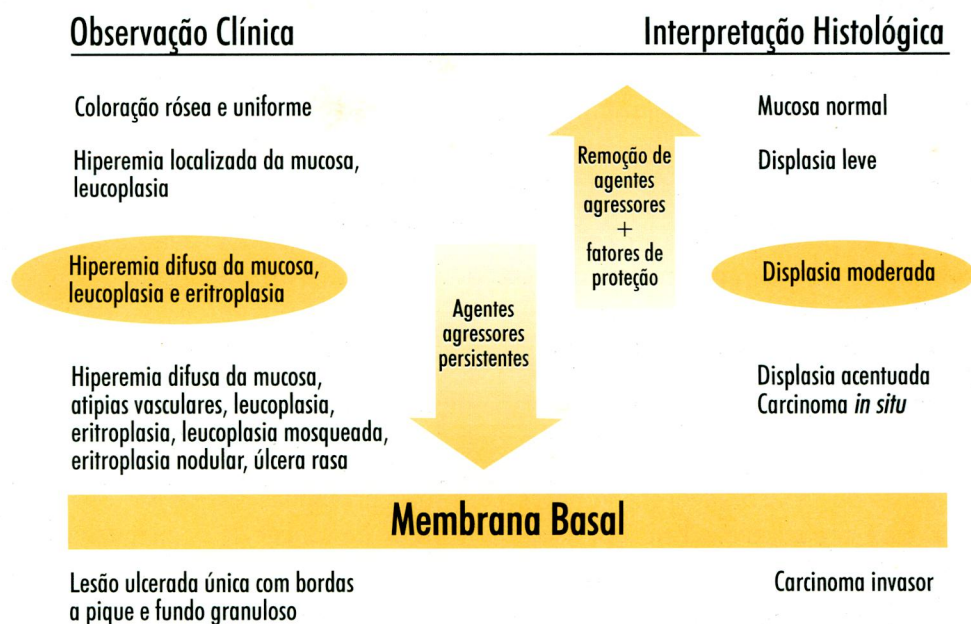 Observação Clínica
Interpretação Histológica
Coloração rósea e uniforme
Mucosa normal
Hiperemia localizada da mucosa,
leucoplasia
Displasia leve
Remoção de
agentes
agressores
+
fatores de
proteção
Hiperemia difusa da mucosa,
leucoplasia e eritroplasia
Displasia moderada
Agentes
agressores
persistentes
Hiperemia difusa da mucosa,
atipias vasculares, leucoplasia,
eritroplasia, leucoplasia mosqueada,
eritroplasia nodular, úlcera rasa
Displasia acentuada
Carcinoma in situ
Membrana Basal
Lesão ulcerada única com bordas
a pique e fundo granuloso
Carcinoma invasor